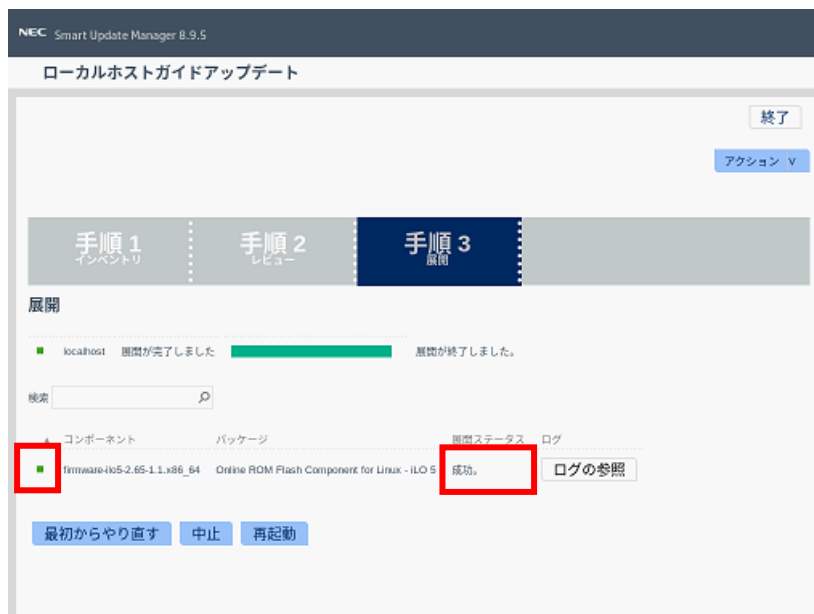 NEC Smart Update Manager 8.9.5
ローカルホストガイドアップデート
終了
アクション ∨
手順 1
インベントリ
手順 2
レビュー
手順 3
展開
展開
localhost 展開が完了しました 展開が終了しました。
検索
▲ コンポーネント パッケージ 展開ステータス ログ
firmware-ilo5-2.65-1.1.x86_64 Online ROM Flash Component for Linux - iLO 5 成功。 ログの参照
最初からやり直す 中止 再起動